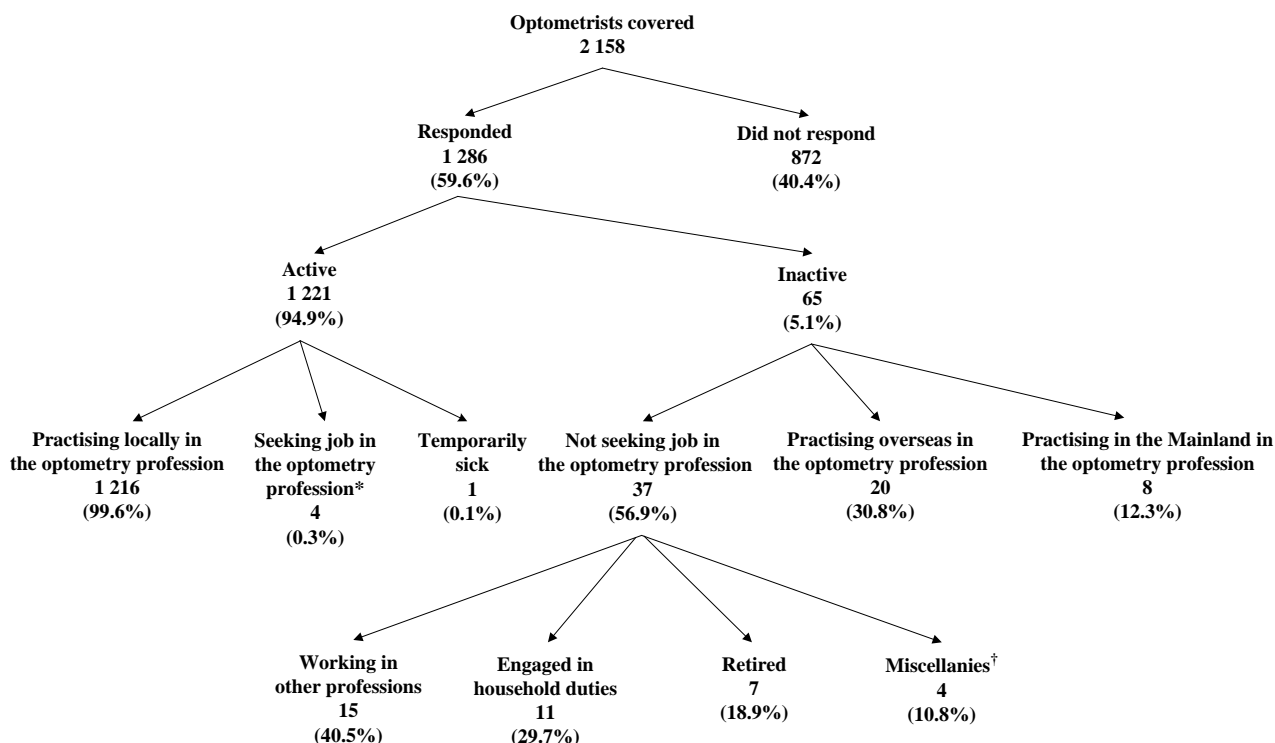 Optometrists covered
2 158
Responded
1 286
(59.6%)
Did not respond
872
(40.4%)
Active
1 221
(94.9%)
Inactive
65
(5.1%)
Practising locally in
the optometry profession
1 216
(99.6%)
Seeking job in
the optometry
profession*
4
(0.3%)
Temporarily
sick
1
(0.1%)
Not seeking job in
the optometry profession
37
(56.9%)
Practising overseas in
the optometry profession
20
(30.8%)
Practising in the Mainland in
the optometry profession
8
(12.3%)
Working in
other professions
15
(40.5%)
Engaged in
household duties
11
(29.7%)
Retired
7
(18.9%)
Miscellanies†
4
(10.8%)